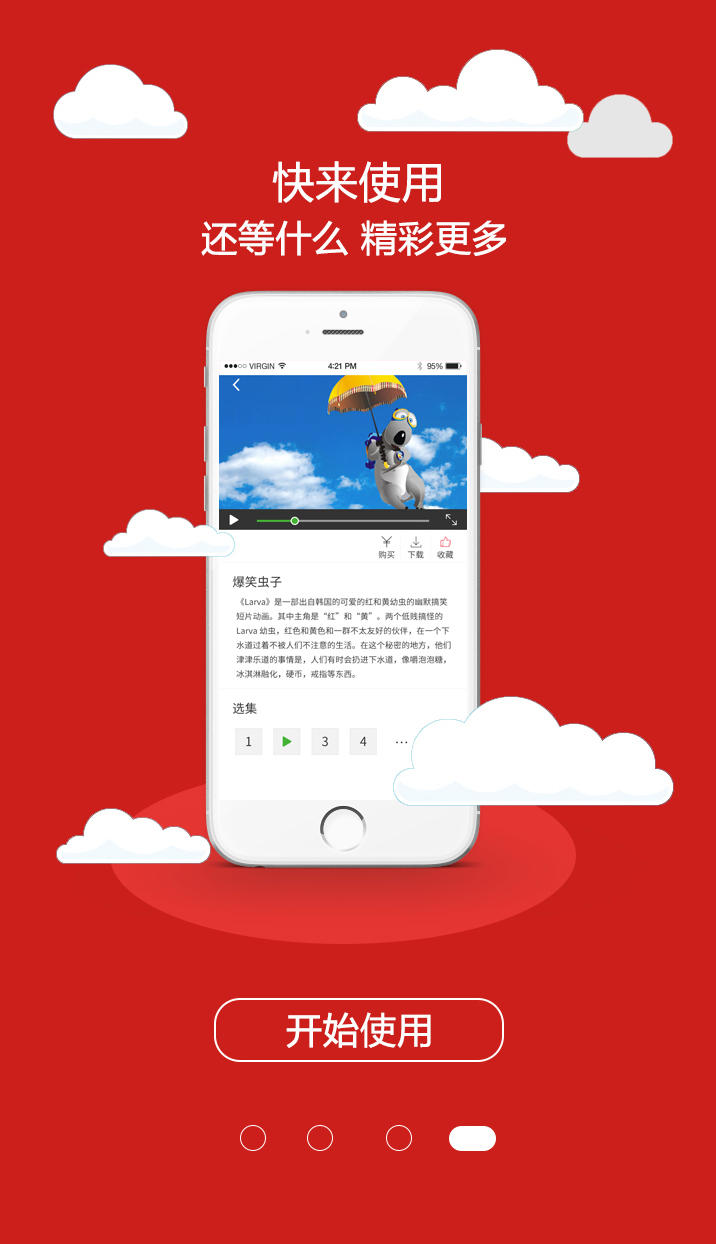 快来使用
还等什么 精彩更多
VIRGIN 4:21 PM 95%
购买 下载 收藏
爆笑虫子
《Larva》是一部出自韩国的可爱的红和黄幼虫的幽默搞笑
短片动画。其中主角是“红”和“黄”。两个低贱搞怪的
Larva 幼虫，红色和黄色和一群不太友好的伙伴，在一个下
水道过着不被人们不注意的生活。在这个秘密的地方，他们
津津乐道的事情是，人们有时会扔进下水道，像嚼泡泡糖，
冰淇淋融化，硬币，戒指等东西。
选集
1 3 4 ···
开始使用